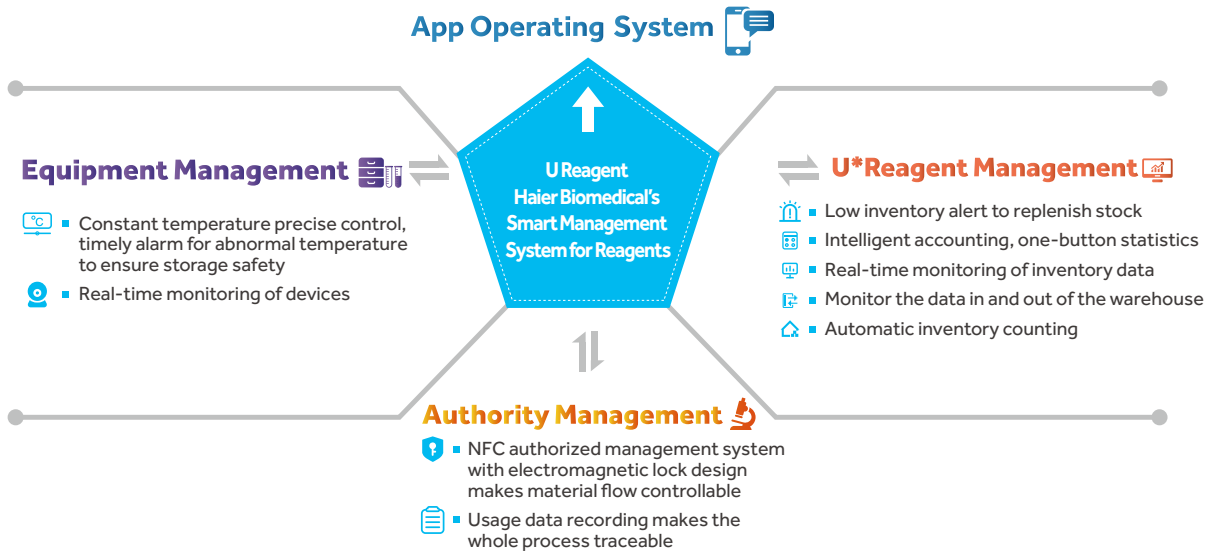 App Operating System
U Reagent
Haier Biomedical's
Smart Management
System for Reagents
Equipment Management
°C
Constant temperature precise control,
timely alarm for abnormal temperature
to ensure storage safety
Real-time monitoring of devices
U*Reagent Management
Low inventory alert to replenish stock
Intelligent accounting, one-button statistics
Real-time monitoring of inventory data
Monitor the data in and out of the warehouse
Automatic inventory counting
Authority Management
NFC authorized management system
with electromagnetic lock design
makes material flow controllable
Usage data recording makes the
whole process traceable